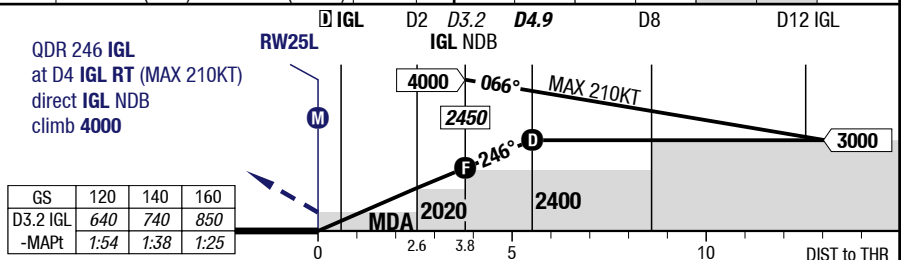 D IGL D2 D3.2 D4.9 D8 D12 IGL
RW25L IGL NDB
QDR 246 IGL
at D4 IGL RT (MAX 210KT)
direct IGL NDB
climb 4000
4000 066° MAX 210KT
M
2450
D
246°
F
3000
2400
2020
MDA
GS 120 140 160
D3.2 IGL 640 740 850
-MAPt 1:54 1:38 1:25
0 2.6 3.8 5 10 DIST to THR